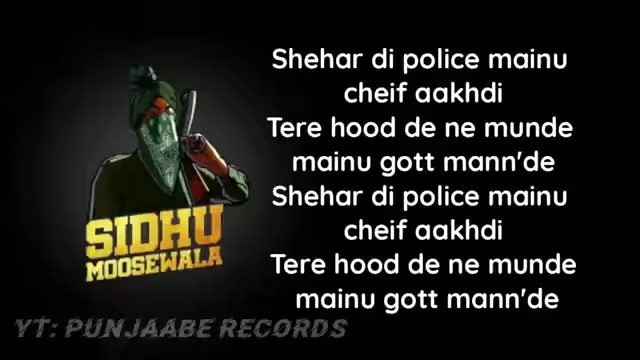 Shehar di police mainu
cheif aakhdi
Tere hood de ne munde
mainu gott mann'de
Shehar di police mainu
cheif aakhdi
Tere hood de ne munde
mainu gott mann'de
SIDHU
MOOSEWALA
YT: PUNJAABE RECORDS